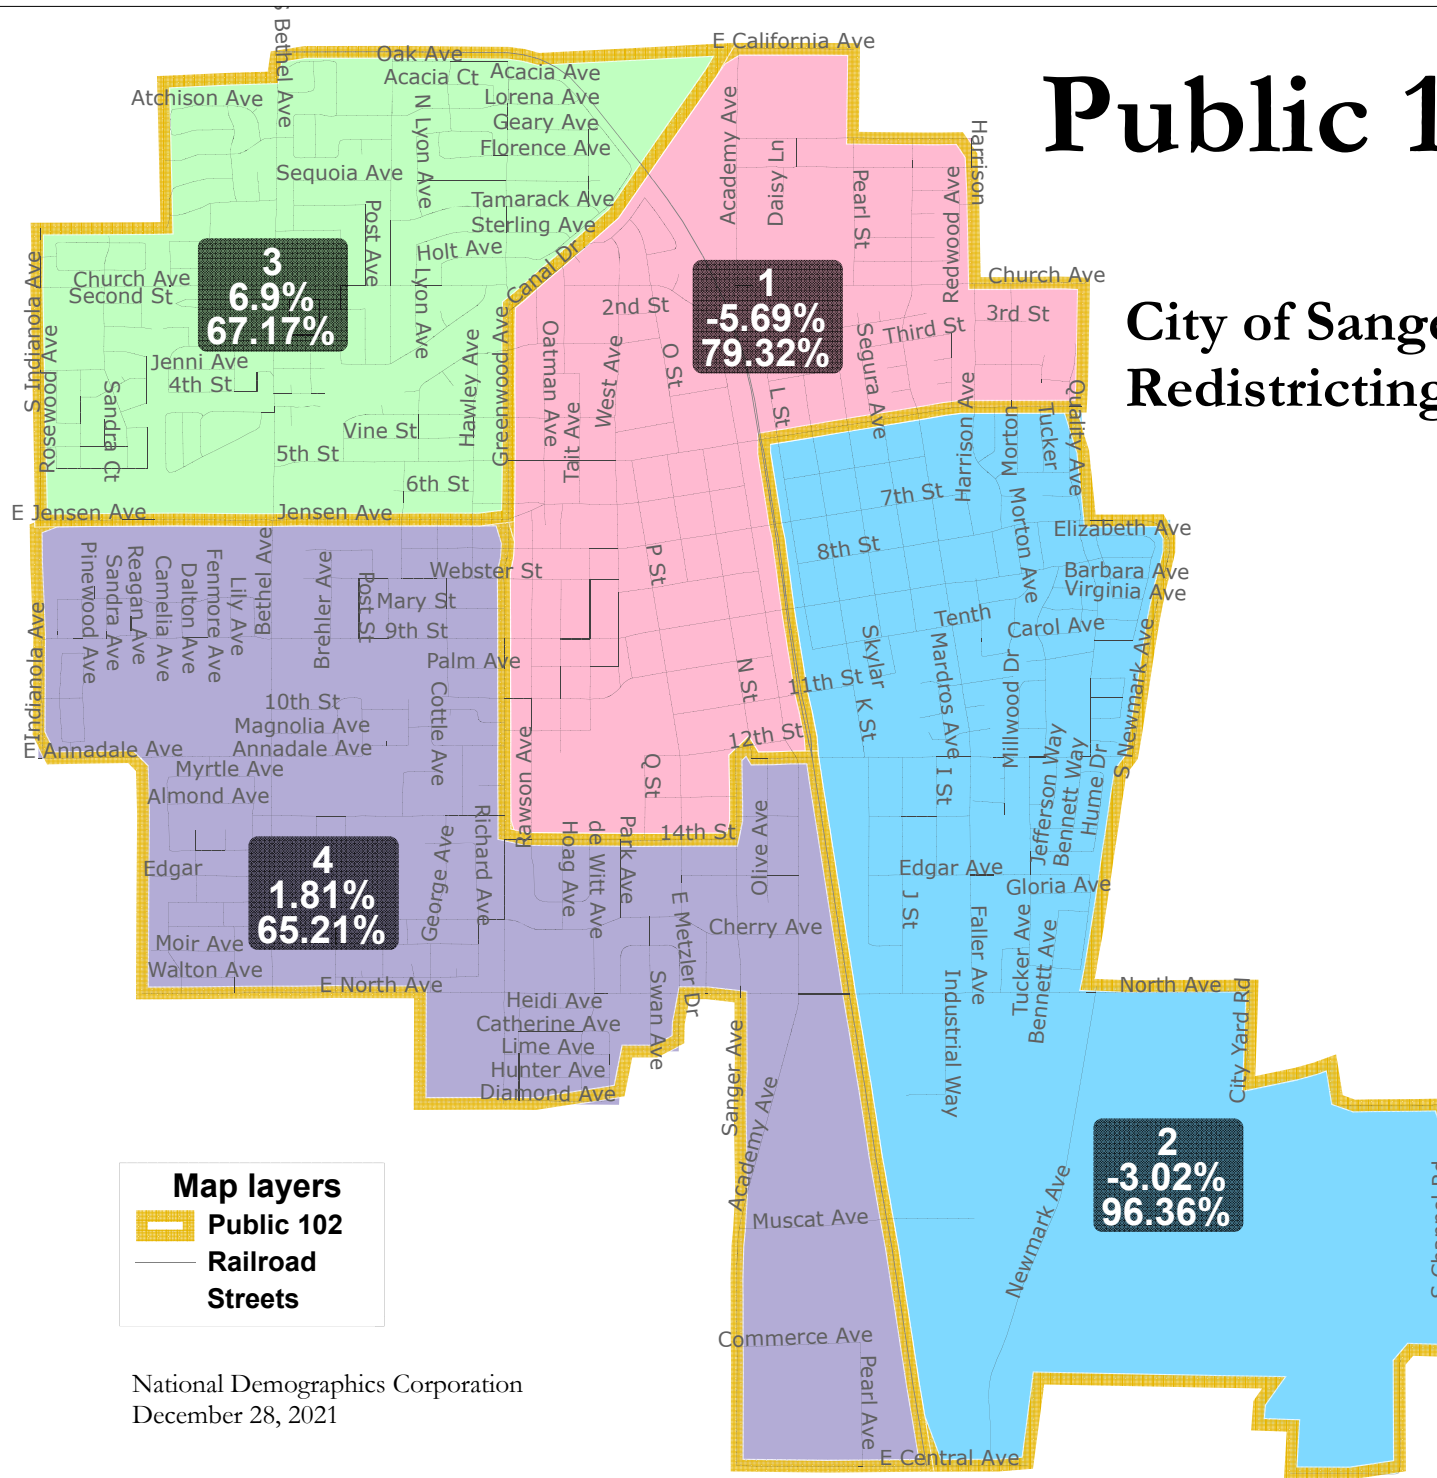 E California Ave
S Bethel Ave
Oak Ave
Acacia Ct
Acacia Ave
Atchison Ave
Lorena Ave
N Lyon Ave
Geary Ave
Florence Ave
Academy Ave
Daisy Ln
Harrison
Public 1
Sequoia Ave
Tamarack Ave
Sterling Ave
Post Ave
Holt Ave
Pearl St
Redwood Ave
Canal Dr
S Indianola Ave
Church Ave
Second St
3
6.9%
67.17%
Lyon Ave
1
-5.69%
79.32%
Church Ave
2nd St
3rd St
Third St
City of Sange
Redistricting
Rosewood Ave
Jenni Ave
4th St
Sandra Ct
Hawley Ave
Greenwood Ave
Oatman Ave
Tait Ave
West Ave
O St
L St
Segura Ave
Harrison Ave
Morton
Tucker
Quality Ave
Vine St
5th St
6th St
7th St
E Jensen Ave
Jensen Ave
Elizabeth Ave
8th St
Morton Ave
Barbara Ave
Virginia Ave
Pinewood Ave
Sandra Ave
Reagan Ave
Camelia Ave
Dalton Ave
Fenmore Ave
Lily Ave
Bethel Ave
Brehler Ave
Post St
Webster St
Mary St
9th St
Palm Ave
P St
Tenth
Carol Ave
Indianola Ave
Skylar
Mardros Ave
Millwood Dr
S Newmark Ave
N St
11th St
K St
10th St
Magnolia Ave
Cottle Ave
12th St
E Annadale Ave
Annadale Ave
Myrtle Ave
Almond Ave
Q St
I St
Jefferson Way
Bennett Way
Hume Dr
Rawson Ave
Richard Ave
George Ave
Hoag Ave
de Witt Ave
Park Ave
14th St
Olive Ave
Edgar
4
1.81%
65.21%
Edgar Ave
Gloria Ave
E Metzler Dr
Cherry Ave
J St
Faller Ave
Tucker Ave
Bennett Ave
Moir Ave
Walton Ave
E North Ave
Swan Ave
Industrial Way
North Ave
City Yard Rd
Heidi Ave
Catherine Ave
Lime Ave
Hunter Ave
Diamond Ave
Sanger Ave
Academy Ave
2
-3.02%
96.36%
Map layers
Public 102
Railroad
Streets
Muscat Ave
Newmark Ave
Commerce Ave
Pearl Ave
E Central Ave
National Demographics Corporation
December 28, 2021